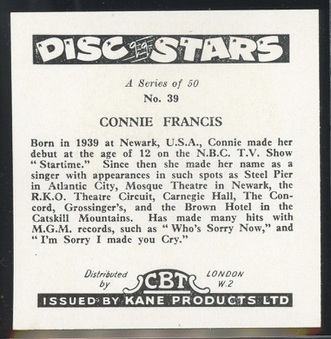 DISC STARS
A Series of 50
No. 39
CONNIE FRANCIS
Born in 1939 at Newark, U.S.A., Connie made her
debut at the age of 12 on the N.B.C. T.V. Show
"Startime." Since then she made her name as a
singer with appearances in such spots as Steel Pier
in Atlantic City, Mosque Theatre in Newark, the
R.K.O. Theatre Circuit, Carnegie Hall, The Con-
cord, Grossinger's, and the Brown Hotel in the
Catskill Mountains. Has made many hits with
M.G.M. records, such as "Who's Sorry Now," and
"I'm Sorry I made you Cry."
Distributed by CBT LONDON W.2
ISSUED BY KANE PRODUCTS LTD